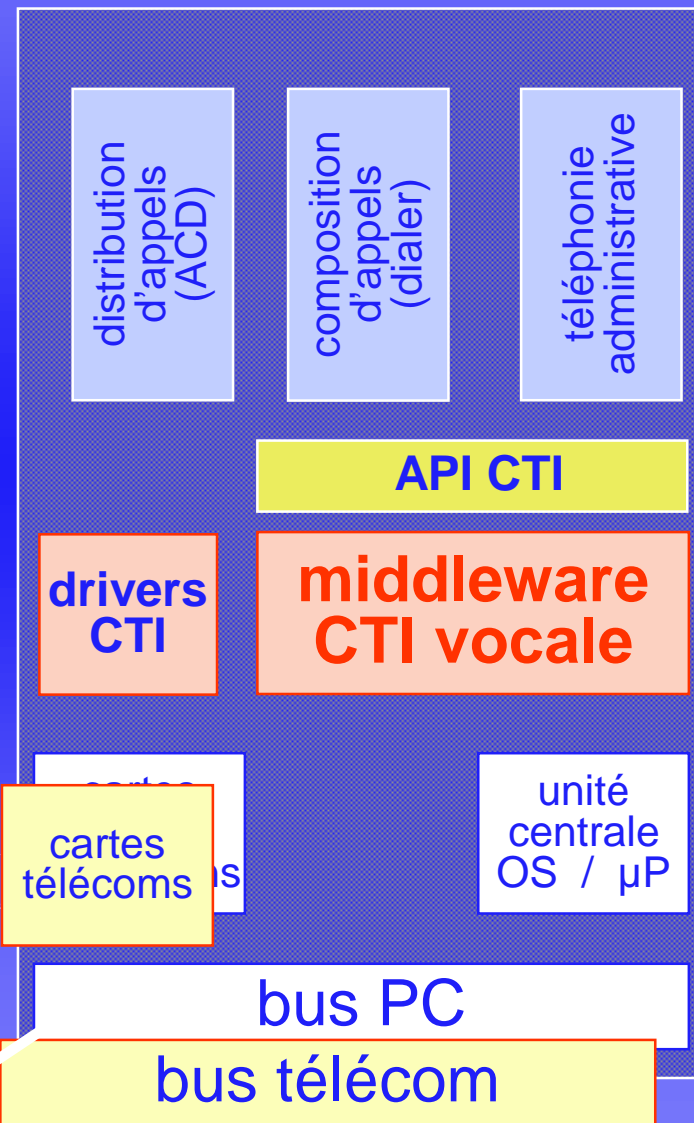 distribution
d'appels
(ACD)
composition
d'appels
(dialer)
téléphonie
administrative
API CTI
drivers
CTI
middleware
CTI vocale
cartes
télécoms
unité
centrale
OS / µP
bus PC
bus télécom